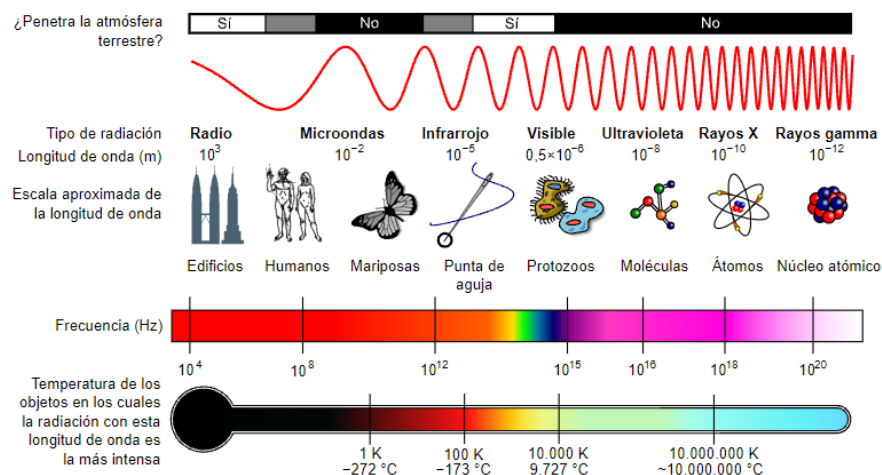 ¿Penetra la atmósfera
terrestre?
Sí No Sí No
Tipo de radiación Radio Microondas Infrarrojo Visible Ultravioleta Rayos X Rayos gamma
Longitud de onda (m) 10³ 10⁻² 10⁻⁵ 0,5×10⁻⁶ 10⁻⁸ 10⁻¹⁰ 10⁻¹²
Escala aproximada de
la longitud de onda
Edificios Humanos Mariposas Punta de Protozoos Moléculas Átomos Núcleo atómico
aguja
Frecuencia (Hz)
10⁴ 10⁸ 10¹² 10¹⁵ 10¹⁶ 10¹⁸ 10²⁰
Temperatura de los
objetos en los cuales
la radiación con esta
longitud de onda es
la más intensa
1 K 100 K 10.000 K 10.000.000 K
−272 °C −173 °C 9.727 °C ~10.000.000 °C